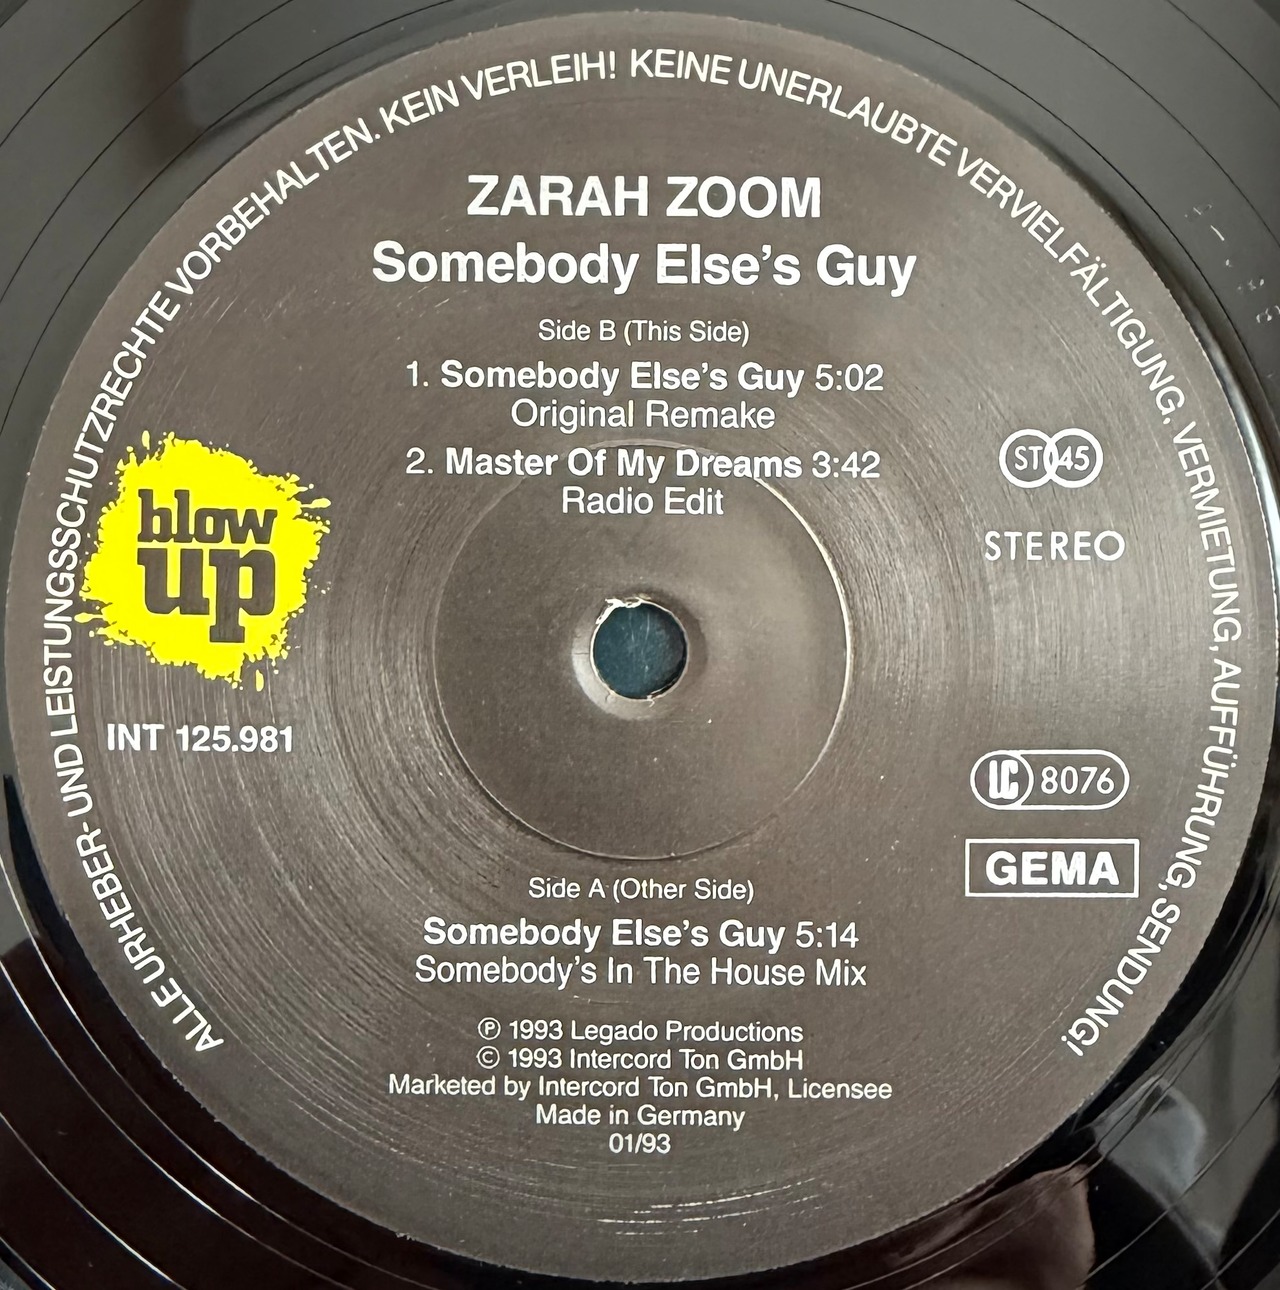 ALLE URHEBER- UND LEISTUNGSSCHUTZRECHTE VORBEHALTEN. KEIN VERLEIH! KEINE UNERLAUBTE VERVIELFÄLTIGUNG, VERMIETUNG, AUFFÜHRUNG, SENDUNG!
ZARAH ZOOM
Somebody Else's Guy
Side B (This Side)
1. Somebody Else's Guy 5:02
Original Remake
2. Master Of My Dreams 3:42
Radio Edit
blow
up
INT 125.981
ST 45
STEREO
LC 8076
GEMA
Side A (Other Side)
Somebody Else's Guy 5:14
Somebody's In The House Mix
℗ 1993 Legado Productions
© 1993 Intercord Ton GmbH
Marketed by Intercord Ton GmbH, Licensee
Made in Germany
01/93